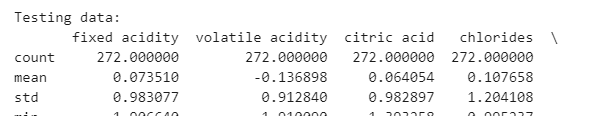 Testing data:
fixed acidity volatile acidity citric acid chlorides \
count 272.000000 272.000000 272.000000 272.000000
mean 0.073510 -0.136898 0.064054 0.107658
std 0.983077 0.912840 0.982897 1.204108